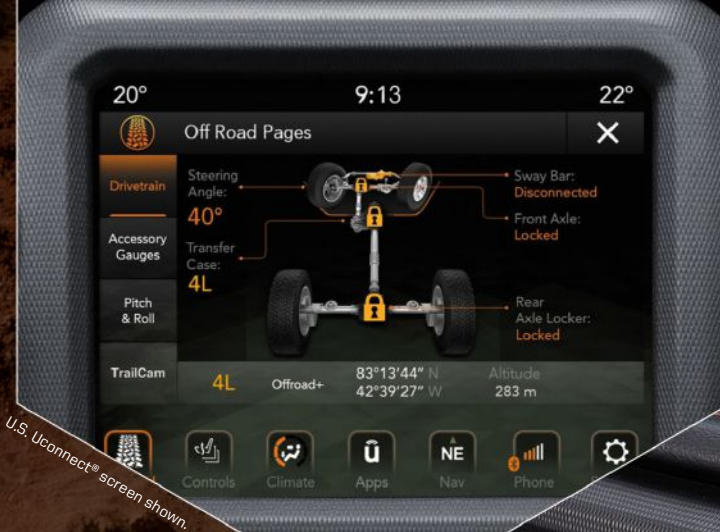 20°
9:13
22°
Off Road Pages
Drivetrain
Accessory
Gauges
Pitch
& Roll
TrailCam
Steering
Angle:
40°
Transfer
Case:
4L
Sway Bar:
Disconnected
Front Axle:
Locked
Rear
Axle Locker:
Locked
4L
Offroad+
83°13'44" N
42°39'27" W
Altitude
283 m
Controls
Climate
û
Apps
NE
Nav
Phone
U.S. Uconnect® screen shown.